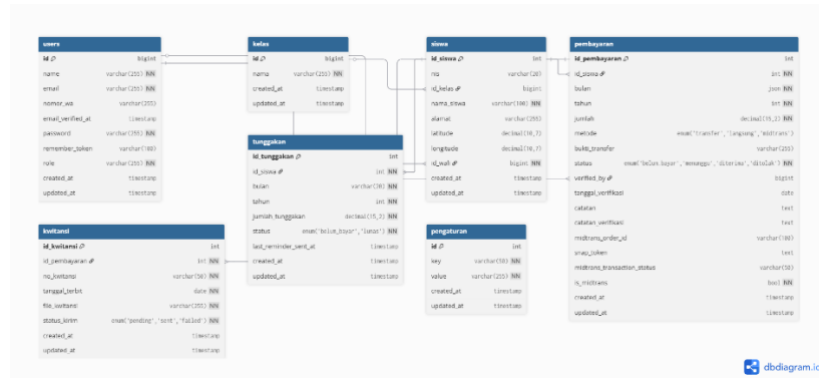 users
id bigint
name varchar(255) NN
email varchar(255) NN
nomor_wa varchar(255)
email_verified_at timestamp
password varchar(255) NN
remember_token varchar(100)
role varchar(255) NN
created_at timestamp
updated_at timestamp
kelas
id bigint
nama varchar(255) NN
created_at timestamp
updated_at timestamp
siswa
id_siswa int
nis varchar(20)
id_kelas bigint
nama_siswa varchar(100) NN
alamat varchar(255)
latitude decimal(10,7)
longitude decimal(10,7)
id_wali bigint NN
created_at timestamp
updated_at timestamp
pembayaran
id_pembayaran int
id_siswa int NN
bulan json NN
tahun int NN
jumlah decimal(15,2) NN
metode enum('transfer','langsung','midtrans')
bukti_transfer varchar(255)
status enum('belum_bayar','menunggu','diterima','ditolak') NN
verified_by bigint
tanggal_verifikasi date
catatan text
catatan_verifikasi text
midtrans_order_id varchar(100)
snap_token text
midtrans_transaction_status varchar(50)
is_midtrans bool NN
created_at timestamp
updated_at timestamp
tunggakan
id_tunggakan int
id_siswa int NN
bulan varchar(20) NN
tahun int NN
jumlah_tunggakan decimal(15,2) NN
status enum('belum_bayar','lunas') NN
last_reminder_sent_at timestamp
created_at timestamp
updated_at timestamp
kwitansi
id_kwitansi int
id_pembayaran int NN
no_kwitansi varchar(50) NN
tanggal_terbit date NN
file_kwitansi varchar(255) NN
status_kirim enum('pending','sent','failed') NN
created_at timestamp
updated_at timestamp
pengaturan
id int
key varchar(50) NN
value varchar(255) NN
created_at timestamp
updated_at timestamp
dbdiagram.io